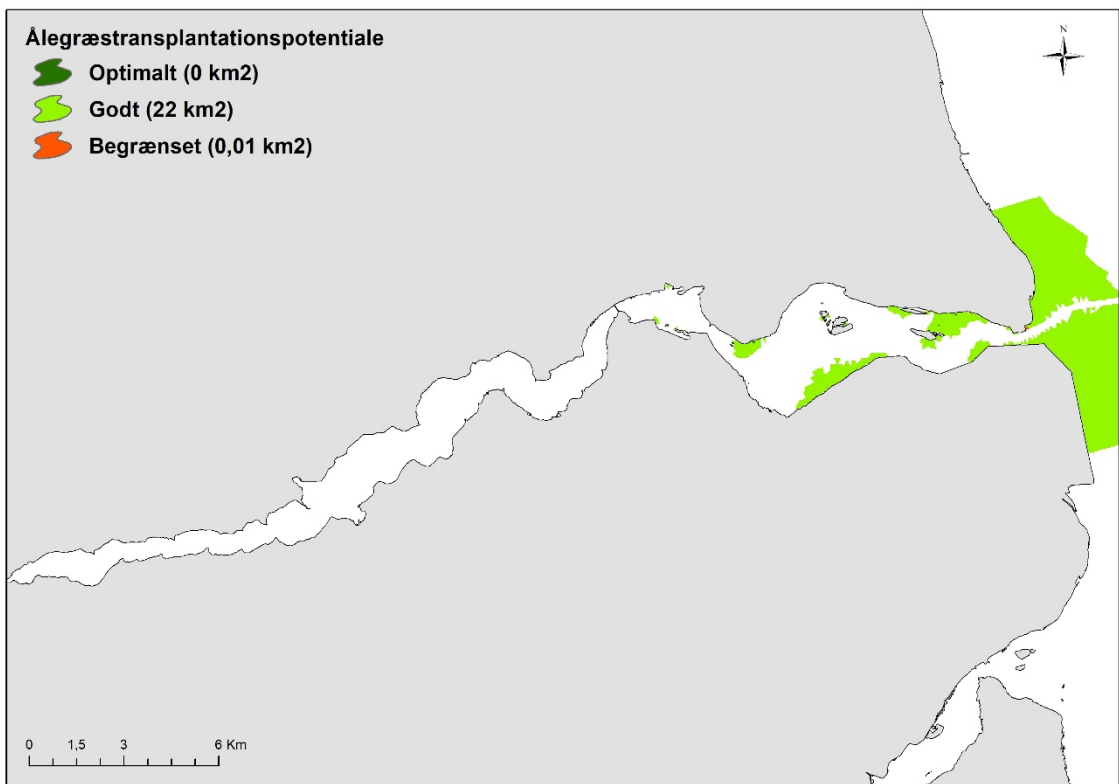 Ålegræstransplantationspotentiale
Optimalt (0 km2)
Godt (22 km2)
Begrænset (0,01 km2)
N
0 1,5 3 6 Km